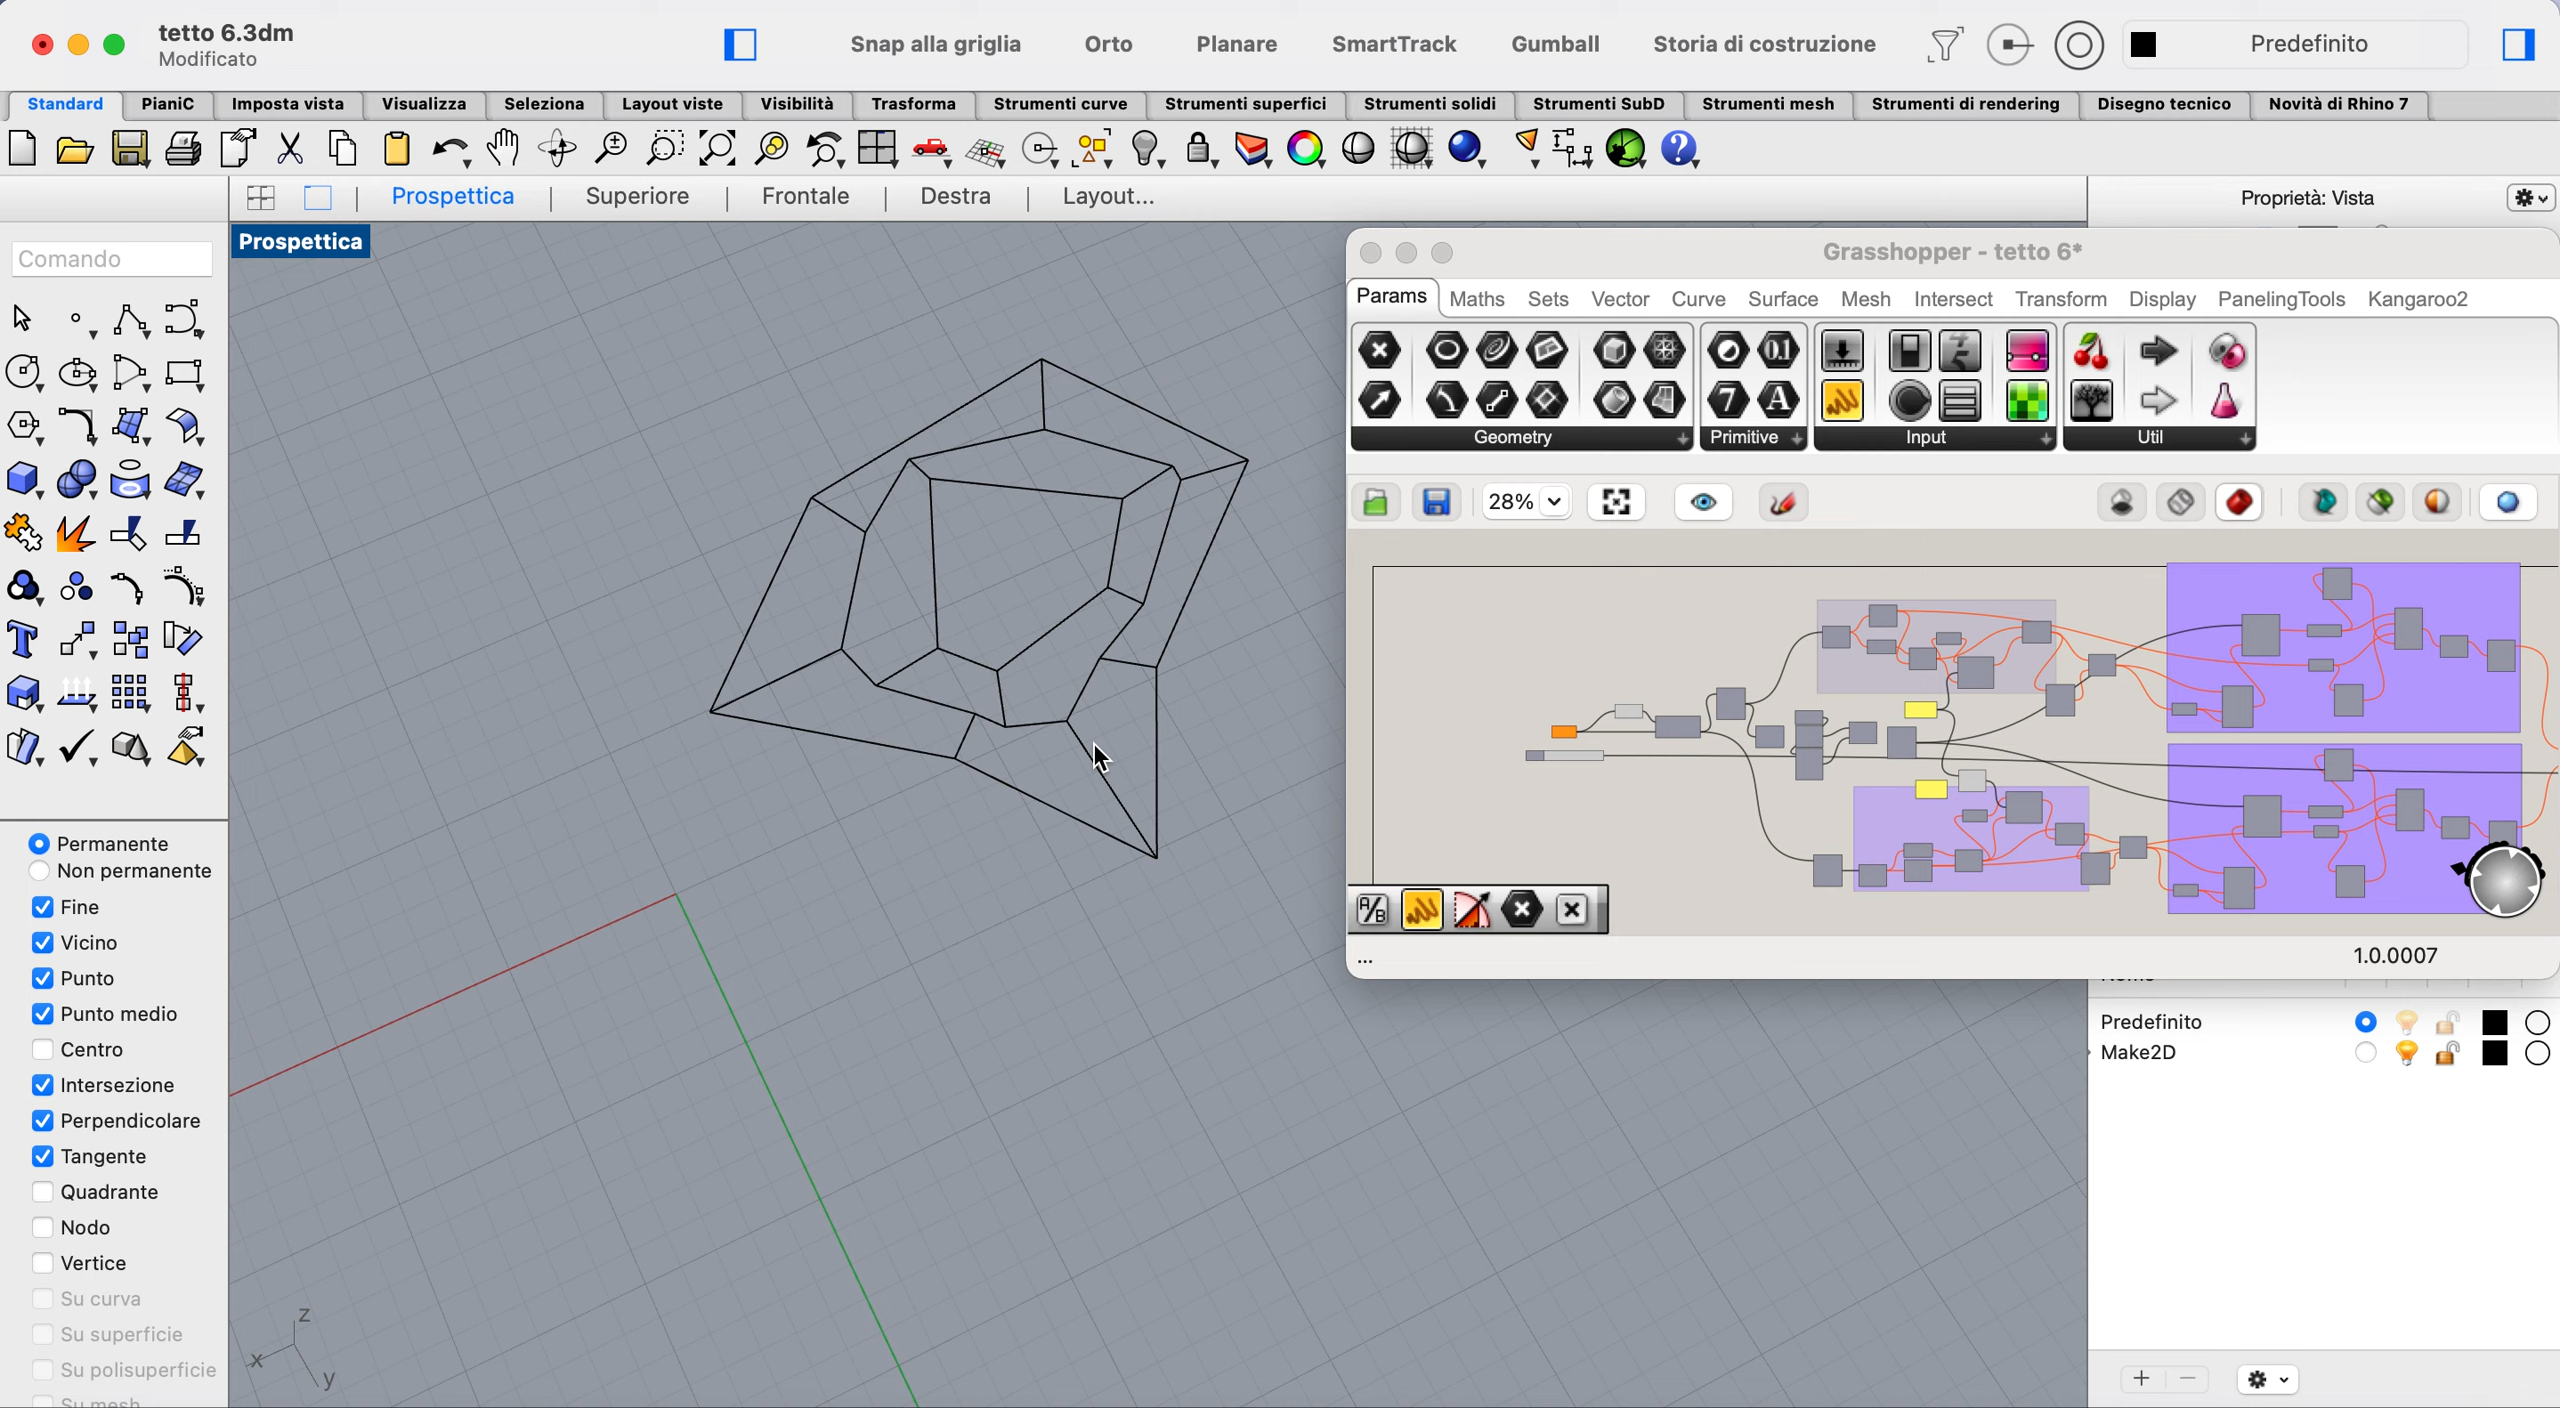 tetto 6.3dm
Modificato
Snap alla griglia
Orto
Planare
SmartTrack
Gumball
Storia di costruzione
Predefinito
Standard
PianiC
Imposta vista
Visualizza
Seleziona
Layout viste
Visibilità
Trasforma
Strumenti curve
Strumenti superfici
Strumenti solidi
Strumenti SubD
Strumenti mesh
Strumenti di rendering
Disegno tecnico
Novità di Rhino 7
Prospettica
Superiore
Frontale
Destra
Layout...
Proprietà: Vista
Comando
Prospettica
Grasshopper - tetto 6*
Params
Maths
Sets
Vector
Curve
Surface
Mesh
Intersect
Transform
Display
PanelingTools
Kangaroo2
Geometry
Primitive
Input
Util
28%
...
1.0.0007
Permanente
Non permanente
Fine
Vicino
Punto
Punto medio
Centro
Intersezione
Perpendicolare
Tangente
Quadrante
Nodo
Vertice
Su curva
Su superficie
Su polisuperficie
Su mesh
Predefinito
Make2D
z
x
y